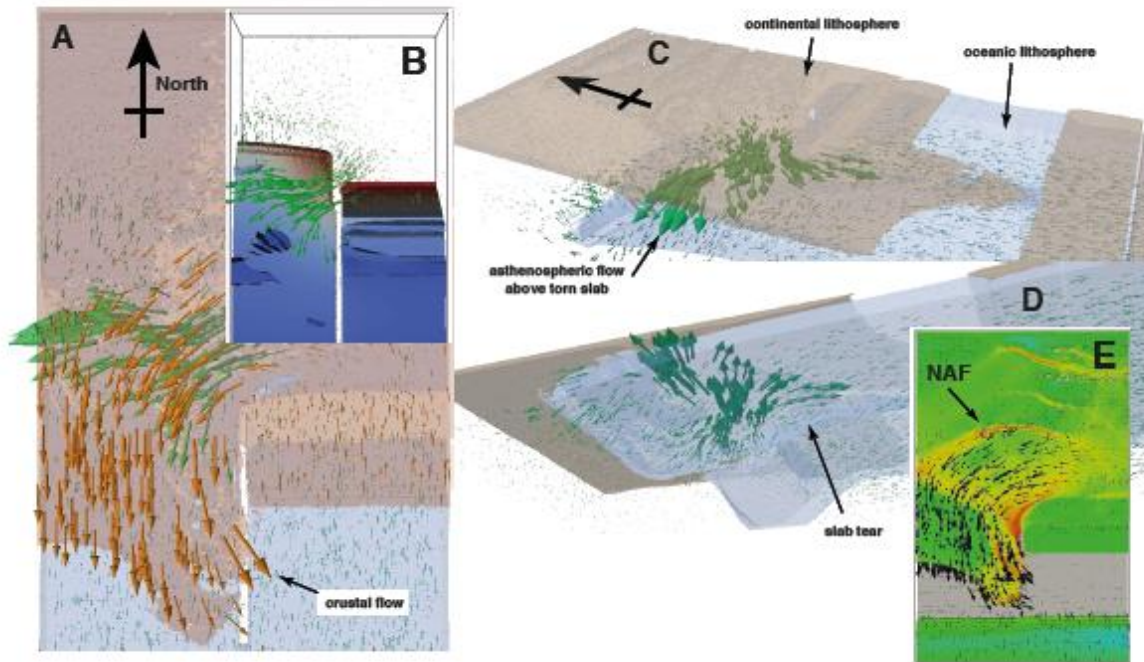 A
North
B
C
continental lithosphere
oceanic lithosphere
asthenospheric flow
above torn slab
D
slab tear
crustal flow
E
NAF